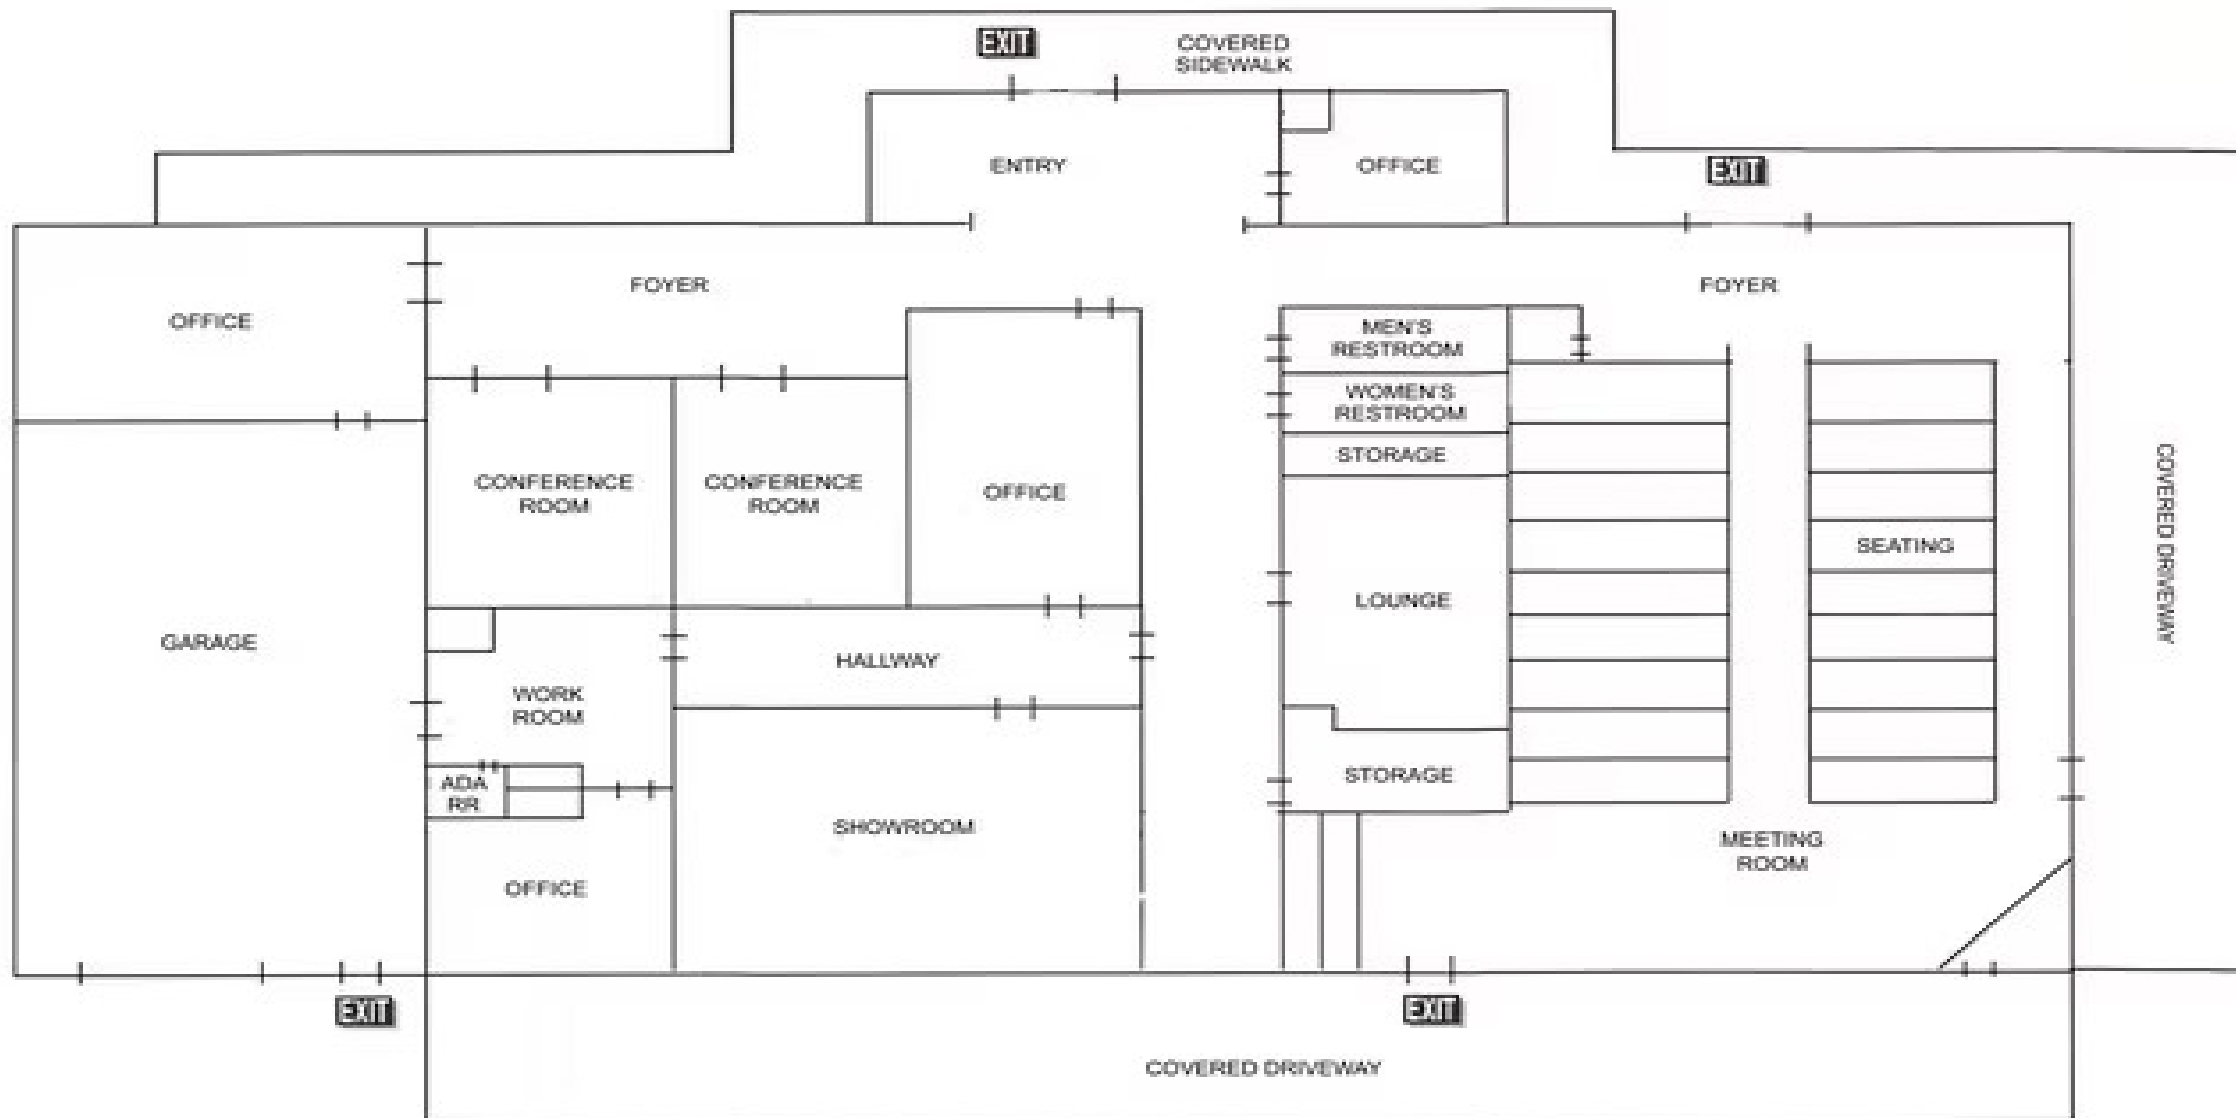 EXIT
COVERED
SIDEWALK
ENTRY
OFFICE
EXIT
OFFICE
FOYER
FOYER
MEN'S
RESTROOM
WOMEN'S
RESTROOM
STORAGE
CONFERENCE
ROOM
CONFERENCE
ROOM
OFFICE
SEATING
COVERED DRIVEWAY
LOUNGE
GARAGE
HALLWAY
WORK
ROOM
STORAGE
ADA
RR
SHOWROOM
MEETING
ROOM
OFFICE
EXIT
EXIT
COVERED DRIVEWAY